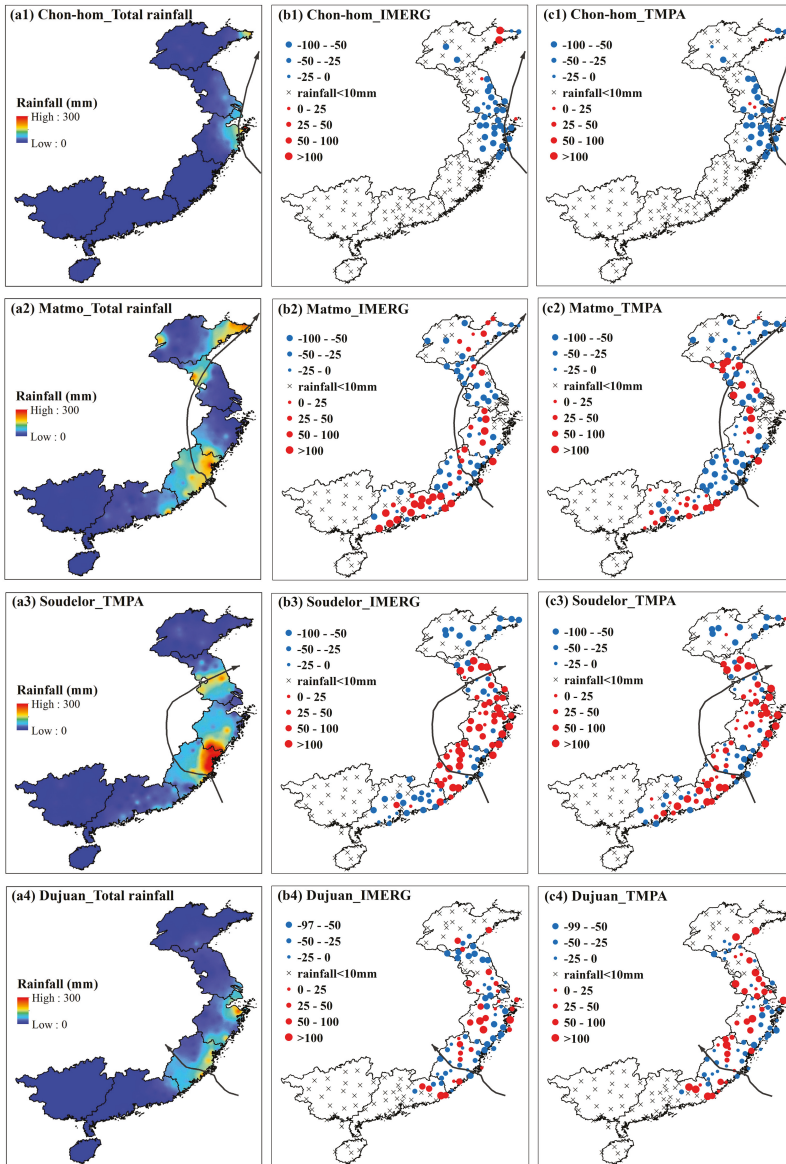 (a1) Chon-hom_Total rainfall
Rainfall (mm)
High : 300
Low : 0
(b1) Chon-hom_IMERG
-100 - -50
-50 - -25
-25 - 0
rainfall<10mm
0 - 25
25 - 50
50 - 100
>100
(c1) Chon-hom_TMPA
-100 - -50
-50 - -25
-25 - 0
rainfall<10mm
0 - 25
25 - 50
50 - 100
>100
(a2) Matmo_Total rainfall
Rainfall (mm)
High : 300
Low : 0
(b2) Matmo_IMERG
-100 - -50
-50 - -25
-25 - 0
rainfall<10mm
0 - 25
25 - 50
50 - 100
>100
(c2) Matmo_TMPA
-100 - -50
-50 - -25
-25 - 0
rainfall<10mm
0 - 25
25 - 50
50 - 100
>100
(a3) Soudelor_TMPA
Rainfall (mm)
High : 300
Low : 0
(b3) Soudelor_IMERG
-100 - -50
-50 - -25
-25 - 0
rainfall<10mm
0 - 25
25 - 50
50 - 100
>100
(c3) Soudelor_TMPA
-100 - -50
-50 - -25
-25 - 0
rainfall<10mm
0 - 25
25 - 50
50 - 100
>100
(a4) Dujuan_Total rainfall
Rainfall (mm)
High : 300
Low : 0
(b4) Dujuan_IMERG
-97 - -50
-50 - -25
-25 - 0
rainfall<10mm
0 - 25
25 - 50
50 - 100
>100
(c4) Dujuan_TMPA
-99 - -50
-50 - -25
-25 - 0
rainfall<10mm
0 - 25
25 - 50
50 - 100
>100